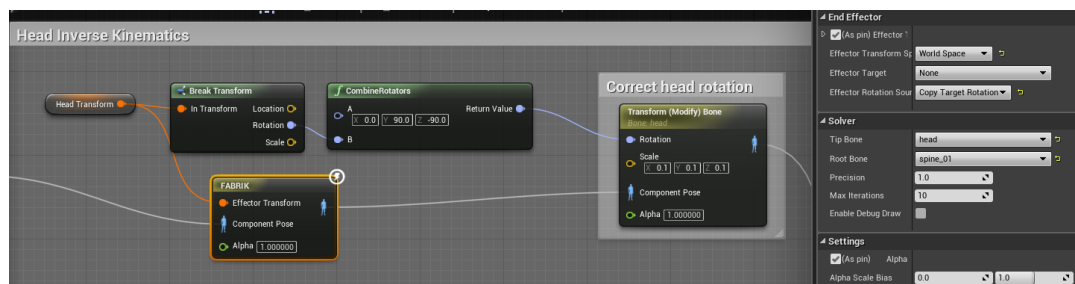 Head Inverse Kinematics
Head Transform
Break Transform
In Transform
Location
Rotation
Scale
CombineRotators
A
X 0.0 Y 90.0 Z -90.0
B
Return Value
FABRIK
Effector Transform
Component Pose
Alpha 1.000000
Correct head rotation
Transform (Modify) Bone
Bone: head
Rotation
Scale
X 0.1 Y 0.1 Z 0.1
Component Pose
Alpha 1.000000
End Effector
(As pin) Effector
Effector Transform Sp World Space
Effector Target None
Effector Rotation Sour Copy Target Rotation
Solver
Tip Bone head
Root Bone spine_01
Precision 1.0
Max Iterations 10
Enable Debug Draw
Settings
(As pin) Alpha
Alpha Scale Bias 0.0 1.0